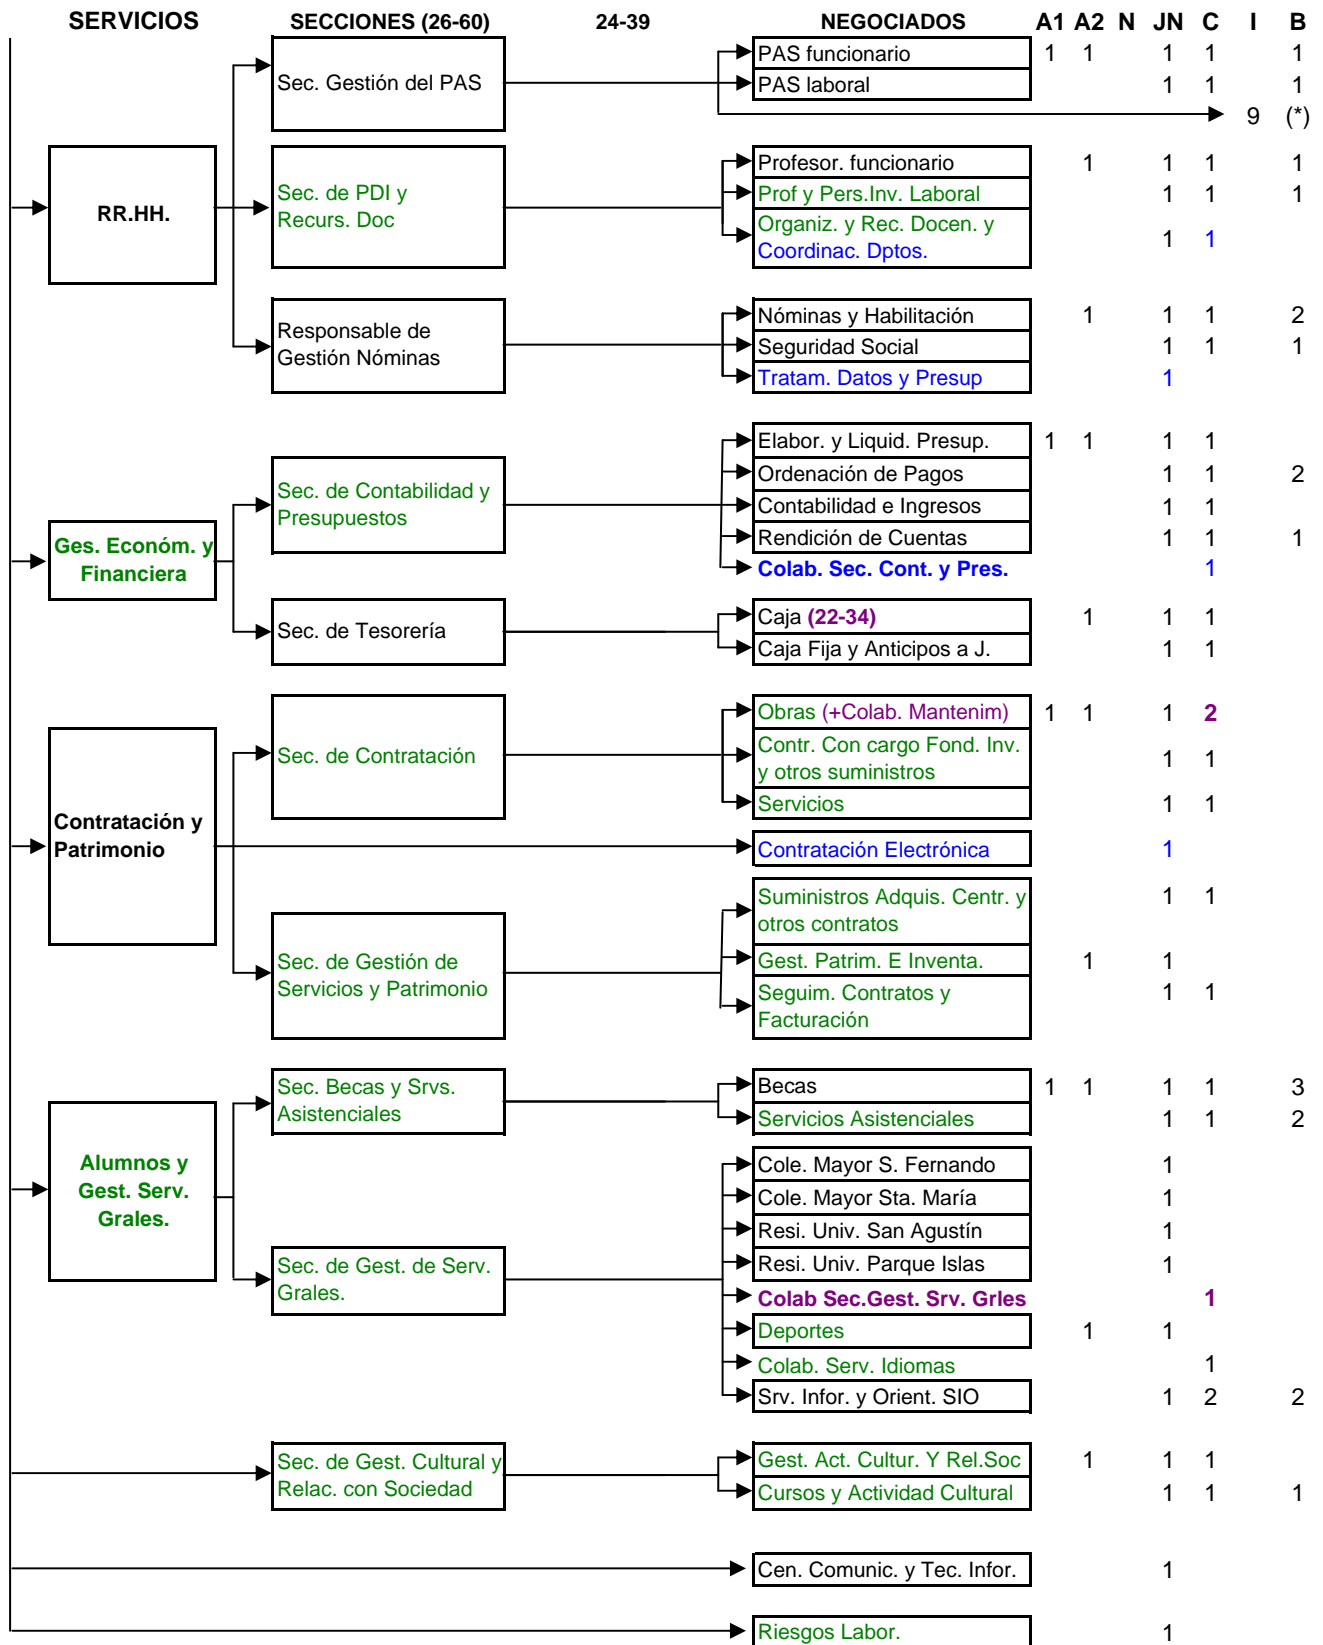 SERVICIOS SECCIONES (26-60) 24-39 NEGOCIADOS A1 A2 N JN C I B
PAS funcionario 1 1 1 1 1
Sec. Gestión del PAS
PAS laboral 1 1 1
9 (*)
Profesor. funcionario 1 1 1 1
RR.HH.
Sec. de PDI y
Recurs. Doc
Prof y Pers.Inv. Laboral 1 1 1
Organiz. y Rec. Docen. y
Coordinac. Dptos. 1 1
Responsable de
Gestión Nóminas
Nóminas y Habilitación 1 1 1 2
Seguridad Social 1 1 1
Tratam. Datos y Presup 1
Elabor. y Liquid. Presup. 1 1 1 1
Ges. Económ. y
Financiera
Sec. de Contabilidad y
Presupuestos
Ordenación de Pagos 1 1 2
Contabilidad e Ingresos 1 1
Rendición de Cuentas 1 1 1
Colab. Sec. Cont. y Pres. 1
Sec. de Tesorería
Caja (22-34) 1 1 1
Caja Fija y Anticipos a J. 1 1
Contratación y
Patrimonio
Sec. de Contratación
Obras (+Colab. Mantenim) 1 1 1 2
Contr. Con cargo Fond. Inv.
y otros suministros 1 1
Servicios 1 1
Contratación Electrónica 1
Sec. de Gestión de
Servicios y Patrimonio
Suministros Adquis. Centr. y 1 1
otros contratos
Gest. Patrim. E Inventa. 1 1
Seguim. Contratos y 1 1
Facturación
Alumnos y
Gest. Serv.
Grales.
Sec. Becas y Srvs.
Asistenciales
Becas 1 1 1 1 3
Servicios Asistenciales 1 1 2
Sec. de Gest. de Serv.
Grales.
Cole. Mayor S. Fernando 1
Cole. Mayor Sta. María 1
Resi. Univ. San Agustín 1
Resi. Univ. Parque Islas 1
Colab Sec.Gest. Srv. Grles 1
Deportes 1 1
Colab. Serv. Idiomas 1
Srv. Infor. y Orient. SIO 1 2 2
Sec. de Gest. Cultural y
Relac. con Sociedad
Gest. Act. Cultur. Y Rel.Soc 1 1 1
Cursos y Actividad Cultural 1 1 1
Cen. Comunic. y Tec. Infor. 1
Riesgos Labor. 1